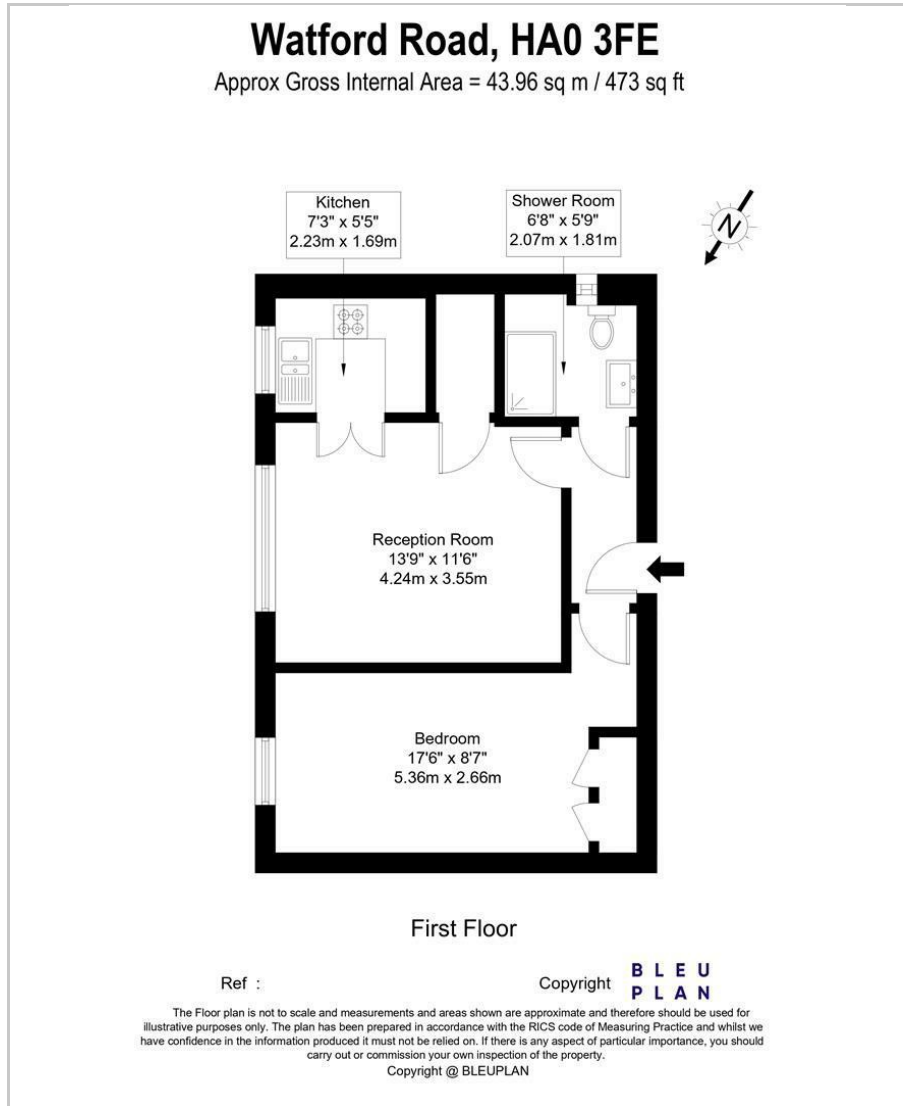 Watford Road, HA0 3FE
Approx Gross Internal Area = 43.96 sq m / 473 sq ft
Kitchen
7'3" x 5'5"
2.23m x 1.69m
Shower Room
6'8" x 5'9"
2.07m x 1.81m
N
Reception Room
13'9" x 11'6"
4.24m x 3.55m
Bedroom
17'6" x 8'7"
5.36m x 2.66m
First Floor
Ref :
Copyright
BLEU
PLAN
The Floor plan is not to scale and measurements and areas shown are approximate and therefore should be used for
illustrative purposes only. The plan has been prepared in accordance with the RICS code of Measuring Practice and whilst we
have confidence in the information produced it must not be relied on. If there is any aspect of particular importance, you should
carry out or commission your own inspection of the property.
Copyright @ BLEUPLAN